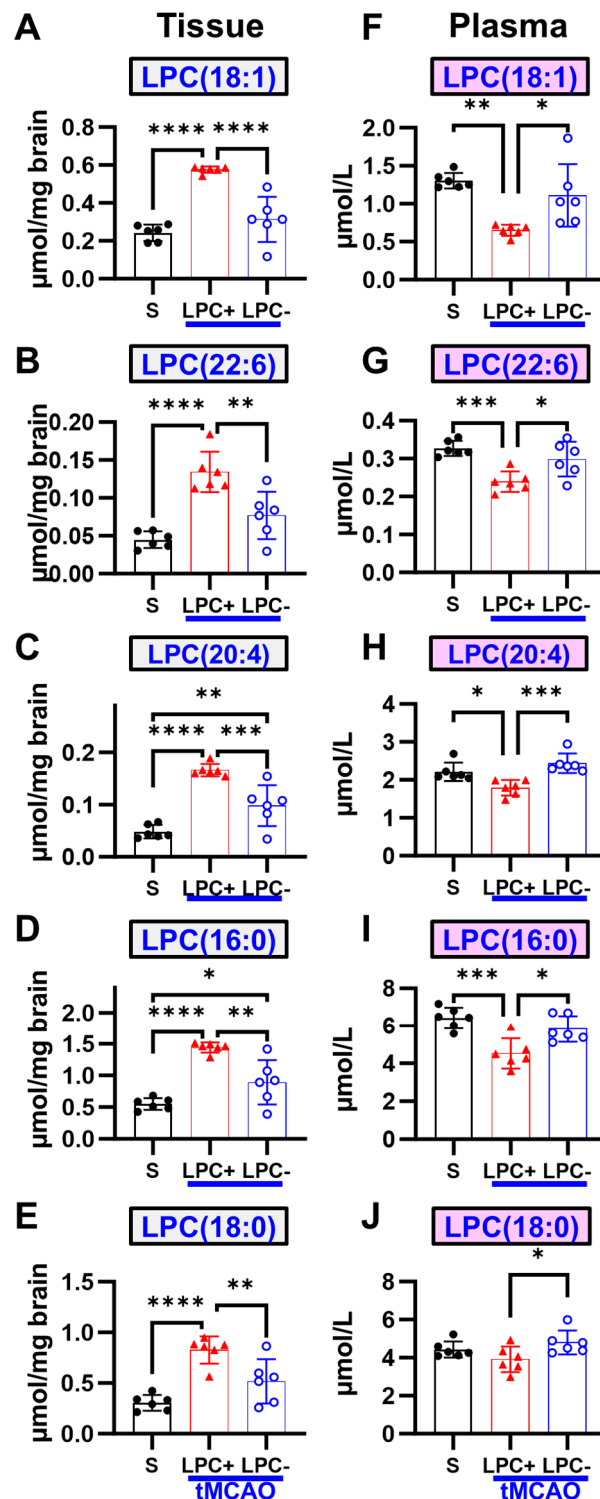 A Tissue
LPC(18:1)
**** ****
µmol/mg brain
0.8
0.6
0.4
0.2
0.0
S LPC+ LPC-
B LPC(22:6)
**** **
µmol/mg brain
0.15
0.10
0.05
0.00
S LPC+ LPC-
C LPC(20:4)
**
**** ***
µmol/mg brain
0.2
0.1
0.0
S LPC+ LPC-
D LPC(16:0)
*
**** **
µmol/mg brain
2.0
1.5
1.0
0.5
0.0
S LPC+ LPC-
E LPC(18:0)
**** **
µmol/mg brain
1.5
1.0
0.5
0.0
S LPC+ LPC-
tMCAO
F Plasma
LPC(18:1)
** *
µmol/L
2.0
1.5
1.0
0.5
0.0
S LPC+ LPC-
G LPC(22:6)
*** *
µmol/L
0.4
0.3
0.2
0.0
S LPC+ LPC-
H LPC(20:4)
* ***
µmol/L
4
3
2
1
0
S LPC+ LPC-
I LPC(16:0)
*** *
µmol/L
8
6
4
2
0
S LPC+ LPC-
J LPC(18:0)
*
µmol/L
8
6
4
2
0
S LPC+ LPC-
tMCAO